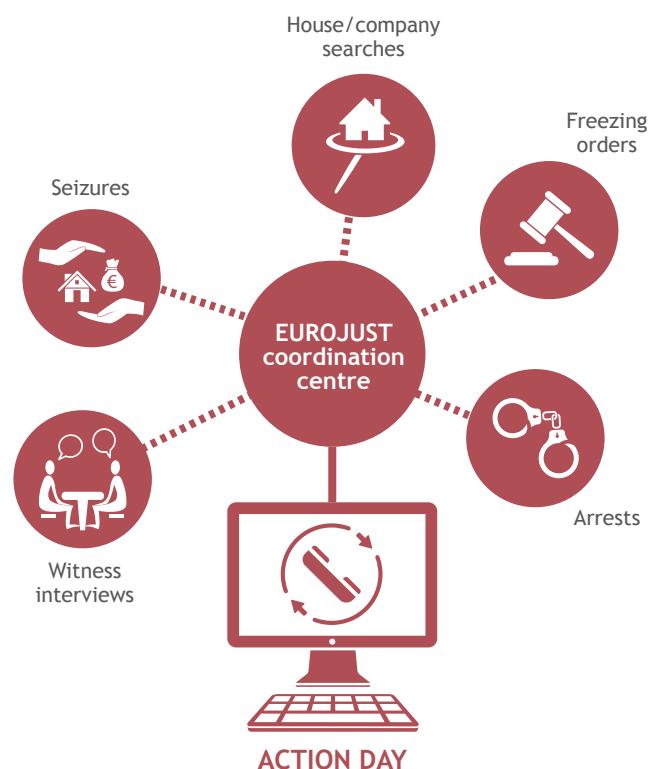 House/company
searches
Freezing
orders
Seizures
€
EUROJUST
coordination
centre
Arrests
Witness
interviews
ACTION DAY